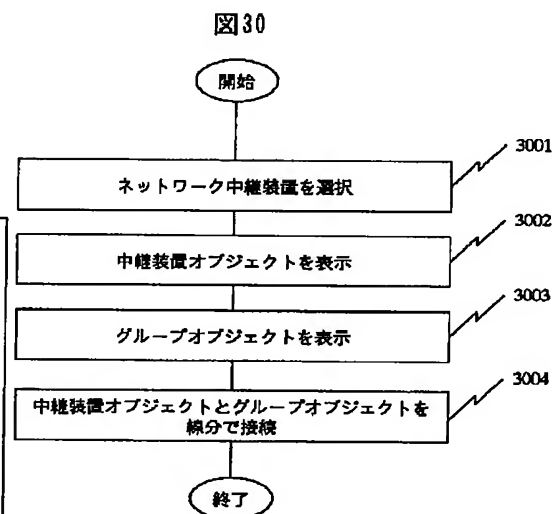 図30
開始
3001
ネットワーク中継装置を選択
3002
中継装置オブジェクトを表示
3003
グループオブジェクトを表示
3004
中継装置オブジェクトとグループオブジェクトを
線分で接続
終了